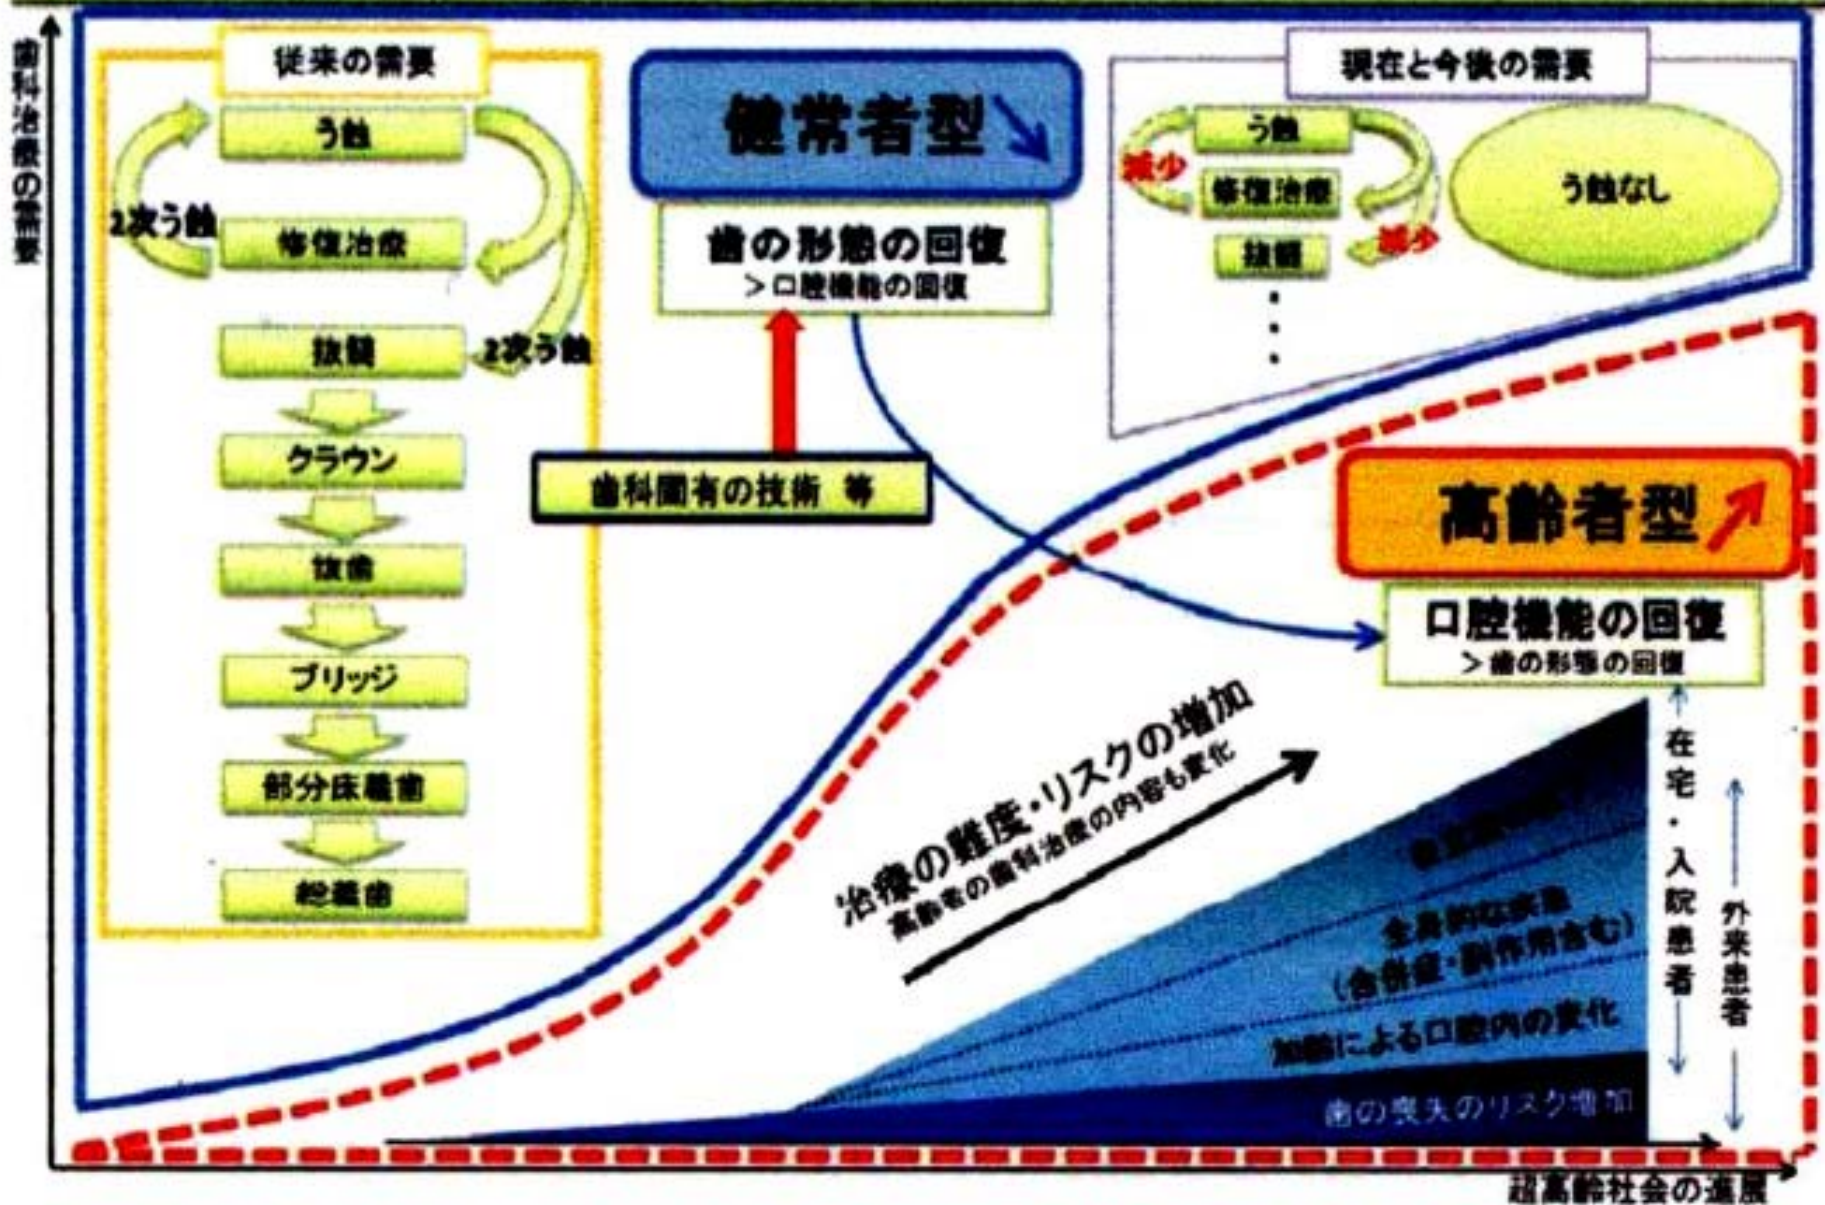 歯科治療の需要
従来の需要
う蝕
2次う蝕
修復治療
抜髄
2次う蝕
クラウン
抜歯
ブリッジ
部分床義歯
総義歯
健常者型
歯の形態の回復
>口腔機能の回復
歯科固有の技術 等
現在と今後の需要
う蝕
減少
修復治療
減少
抜髄
う蝕なし
高齢者型
口腔機能の回復
>歯の形態の回復
治療の難度・リスクの増加
高齢者の歯科治療の内容も変化
全身的な疾患
(合併症・副作用含む)
加齢による口腔内の変化
歯の喪失のリスク増加
在宅・入院患者
外来患者
超高齢社会の進展